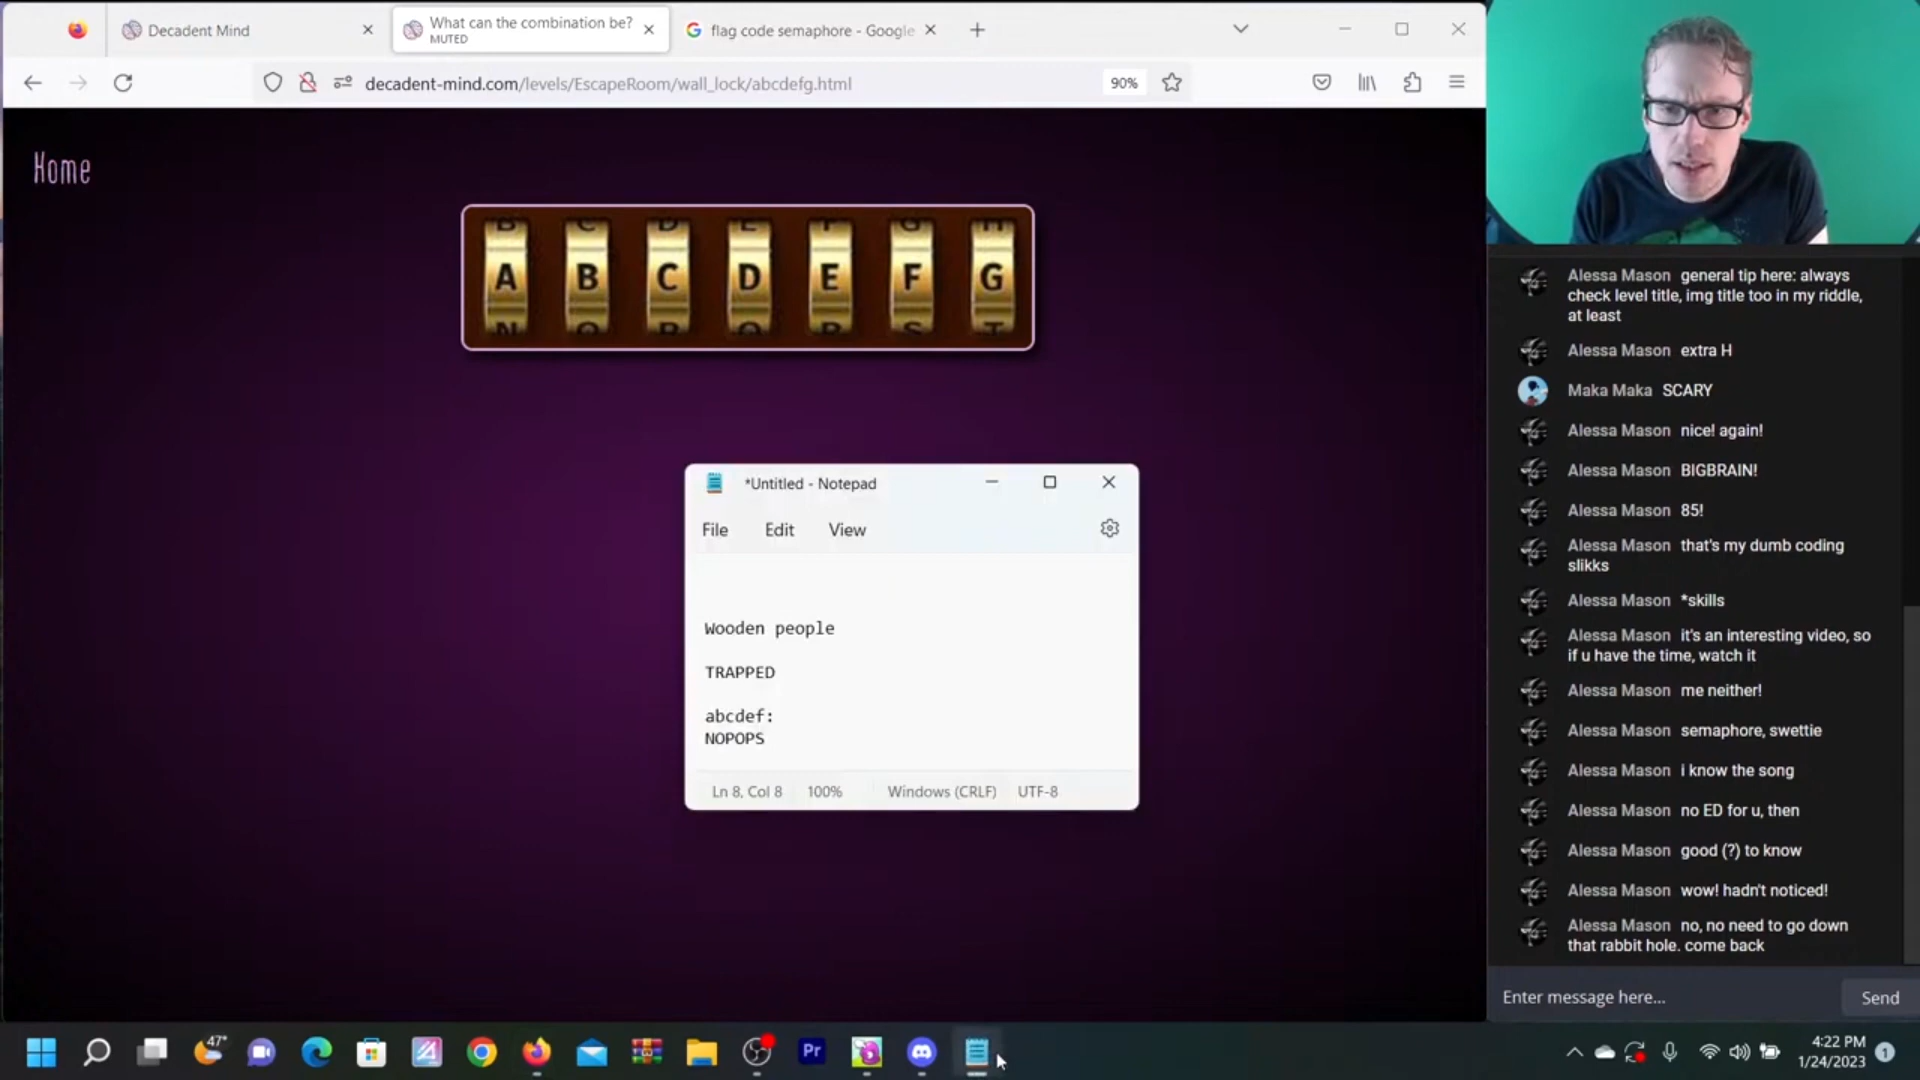 Decadent Mind
What can the combination be?
MUTED
flag code semaphore - Google
decadent-mind.com/levels/EscapeRoom/wall_lock/abcdefg.html
90%
Home
B C D E F G H
A B C D E F G
*Untitled - Notepad
File Edit View
Wooden people
TRAPPED
abcdef:
NOPOPS
Ln 8, Col 8 100% Windows (CRLF) UTF-8
Alessa Mason general tip here: always
check level title, img title too in my riddle,
at least
Alessa Mason extra H
Maka Maka SCARY
Alessa Mason nice! again!
Alessa Mason BIGBRAIN!
Alessa Mason 85!
Alessa Mason that's my dumb coding
slikks
Alessa Mason *skills
Alessa Mason it's an interesting video, so
if u have the time, watch it
Alessa Mason me neither!
Alessa Mason semaphore, swettie
Alessa Mason i know the song
Alessa Mason no ED for u, then
Alessa Mason good (?) to know
Alessa Mason wow! hadn't noticed!
Alessa Mason no, no need to go down
that rabbit hole. come back
Enter message here...
Send
47°
Pr
4:22 PM
1/24/2023
1